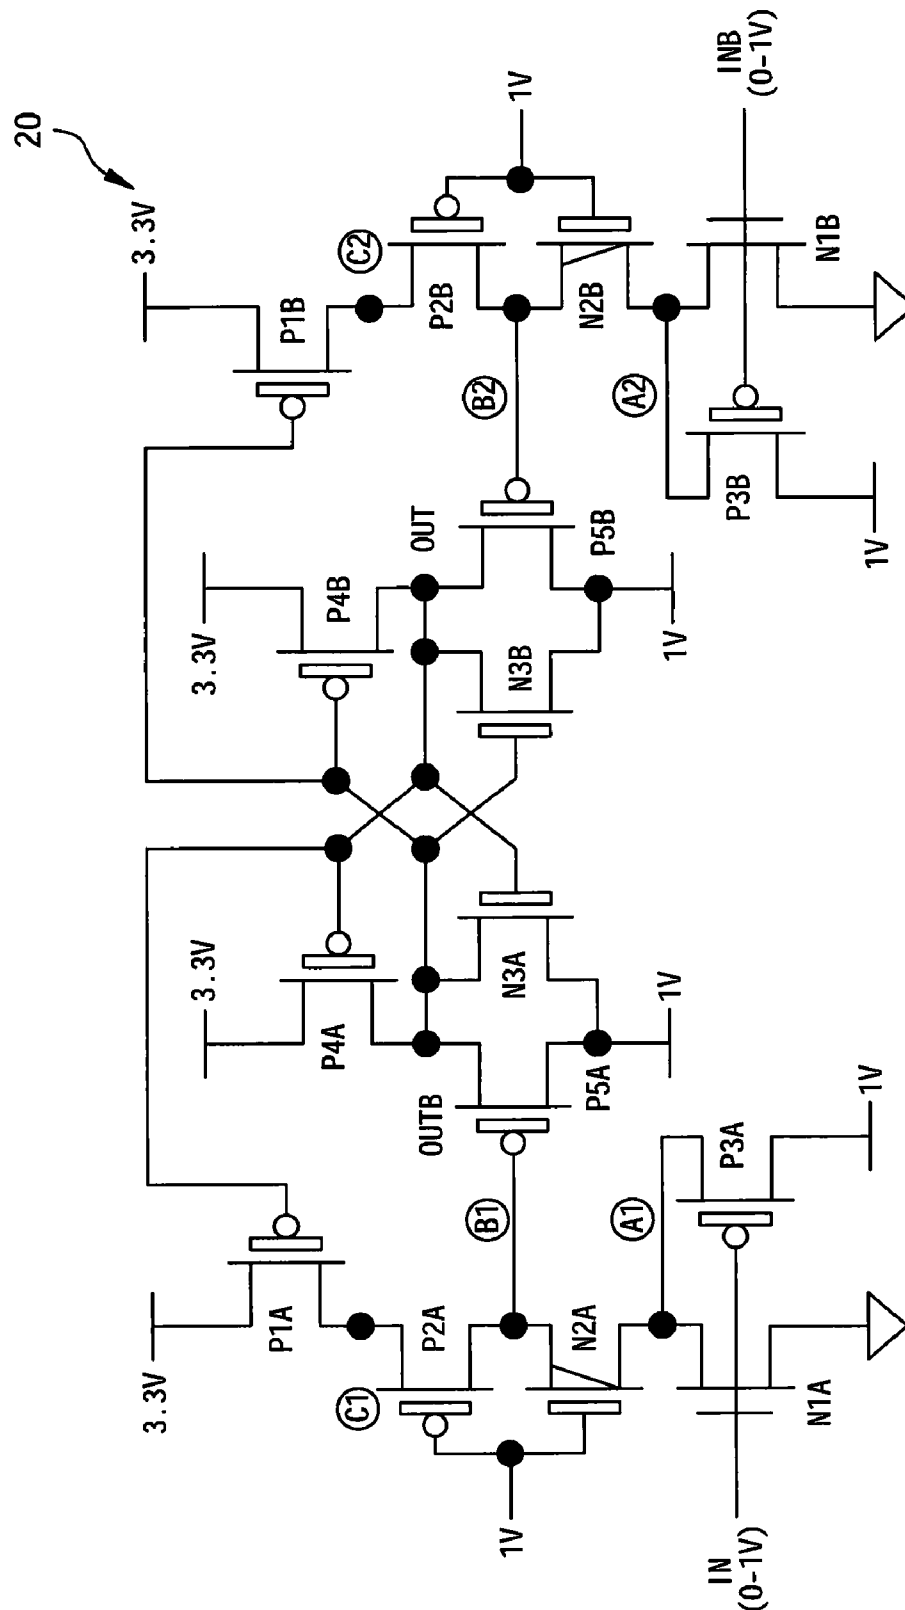 20
3.3V
3.3V
3.3V
3.3V
P1A
P4A
P4B
P1B
C1
P2A
OUTB
OUT
C2
P2B
1V
1V
B1
B2
N2A
P5A
N3A
N3B
P5B
N2B
A1
A2
1V
1V
IN
(0-1V)
N1A
P3A
1V
1V
P3B
N1B
INB
(0-1V)